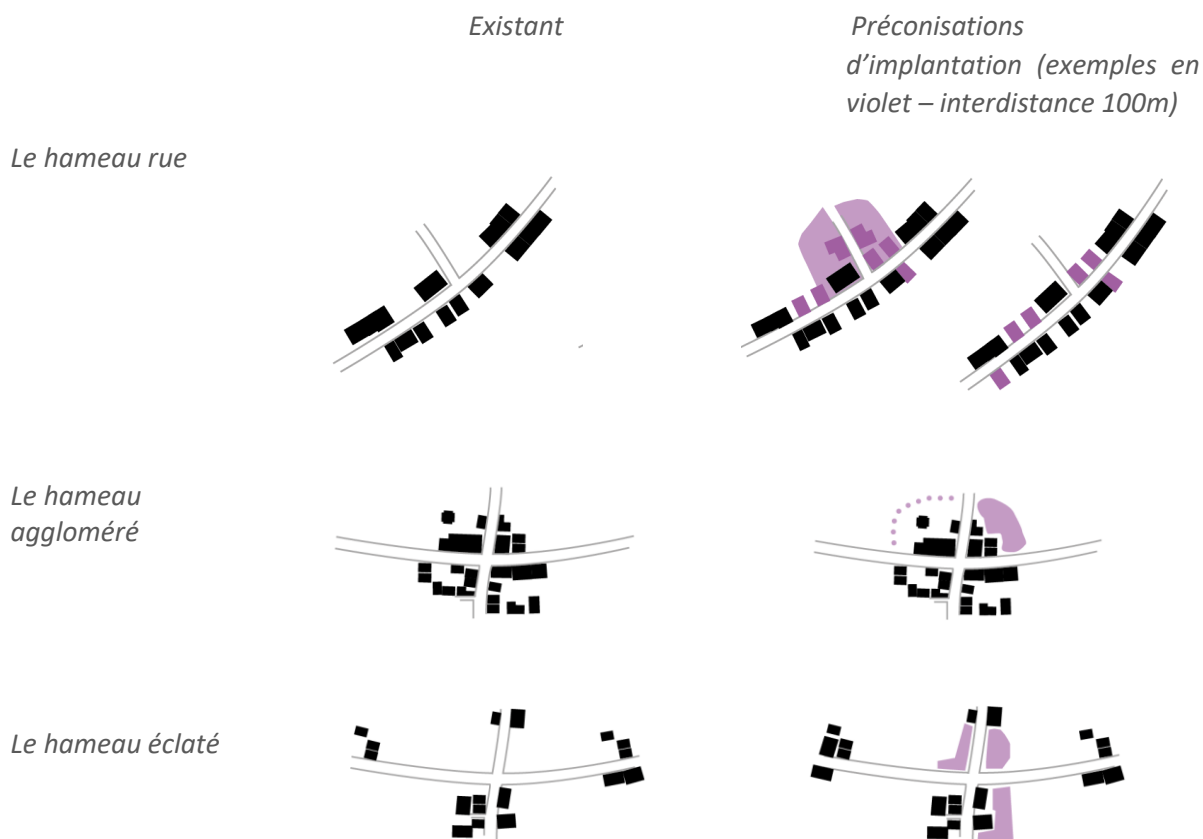 Existant
Préconisations
d’implantation (exemples en
violet – interdistance 100m)
Le hameau rue
Le hameau
aggloméré
Le hameau éclaté